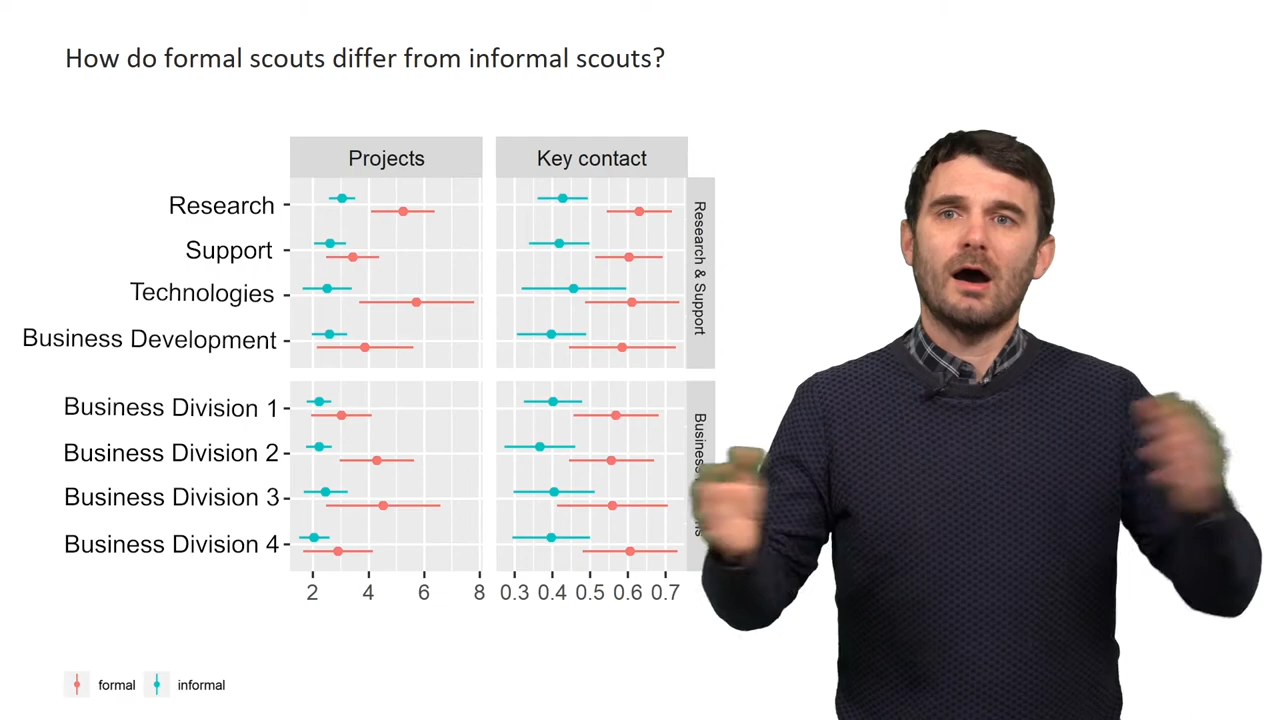 How do formal scouts differ from informal scouts?
Projects
Key contact
Research
Support
Technologies
Business Development
Research & Support
Business Division 1
Business Division 2
Business Division 3
Business Division 4
Business
2 4 6 8
0.3 0.4 0.5 0.6 0.7
formal informal